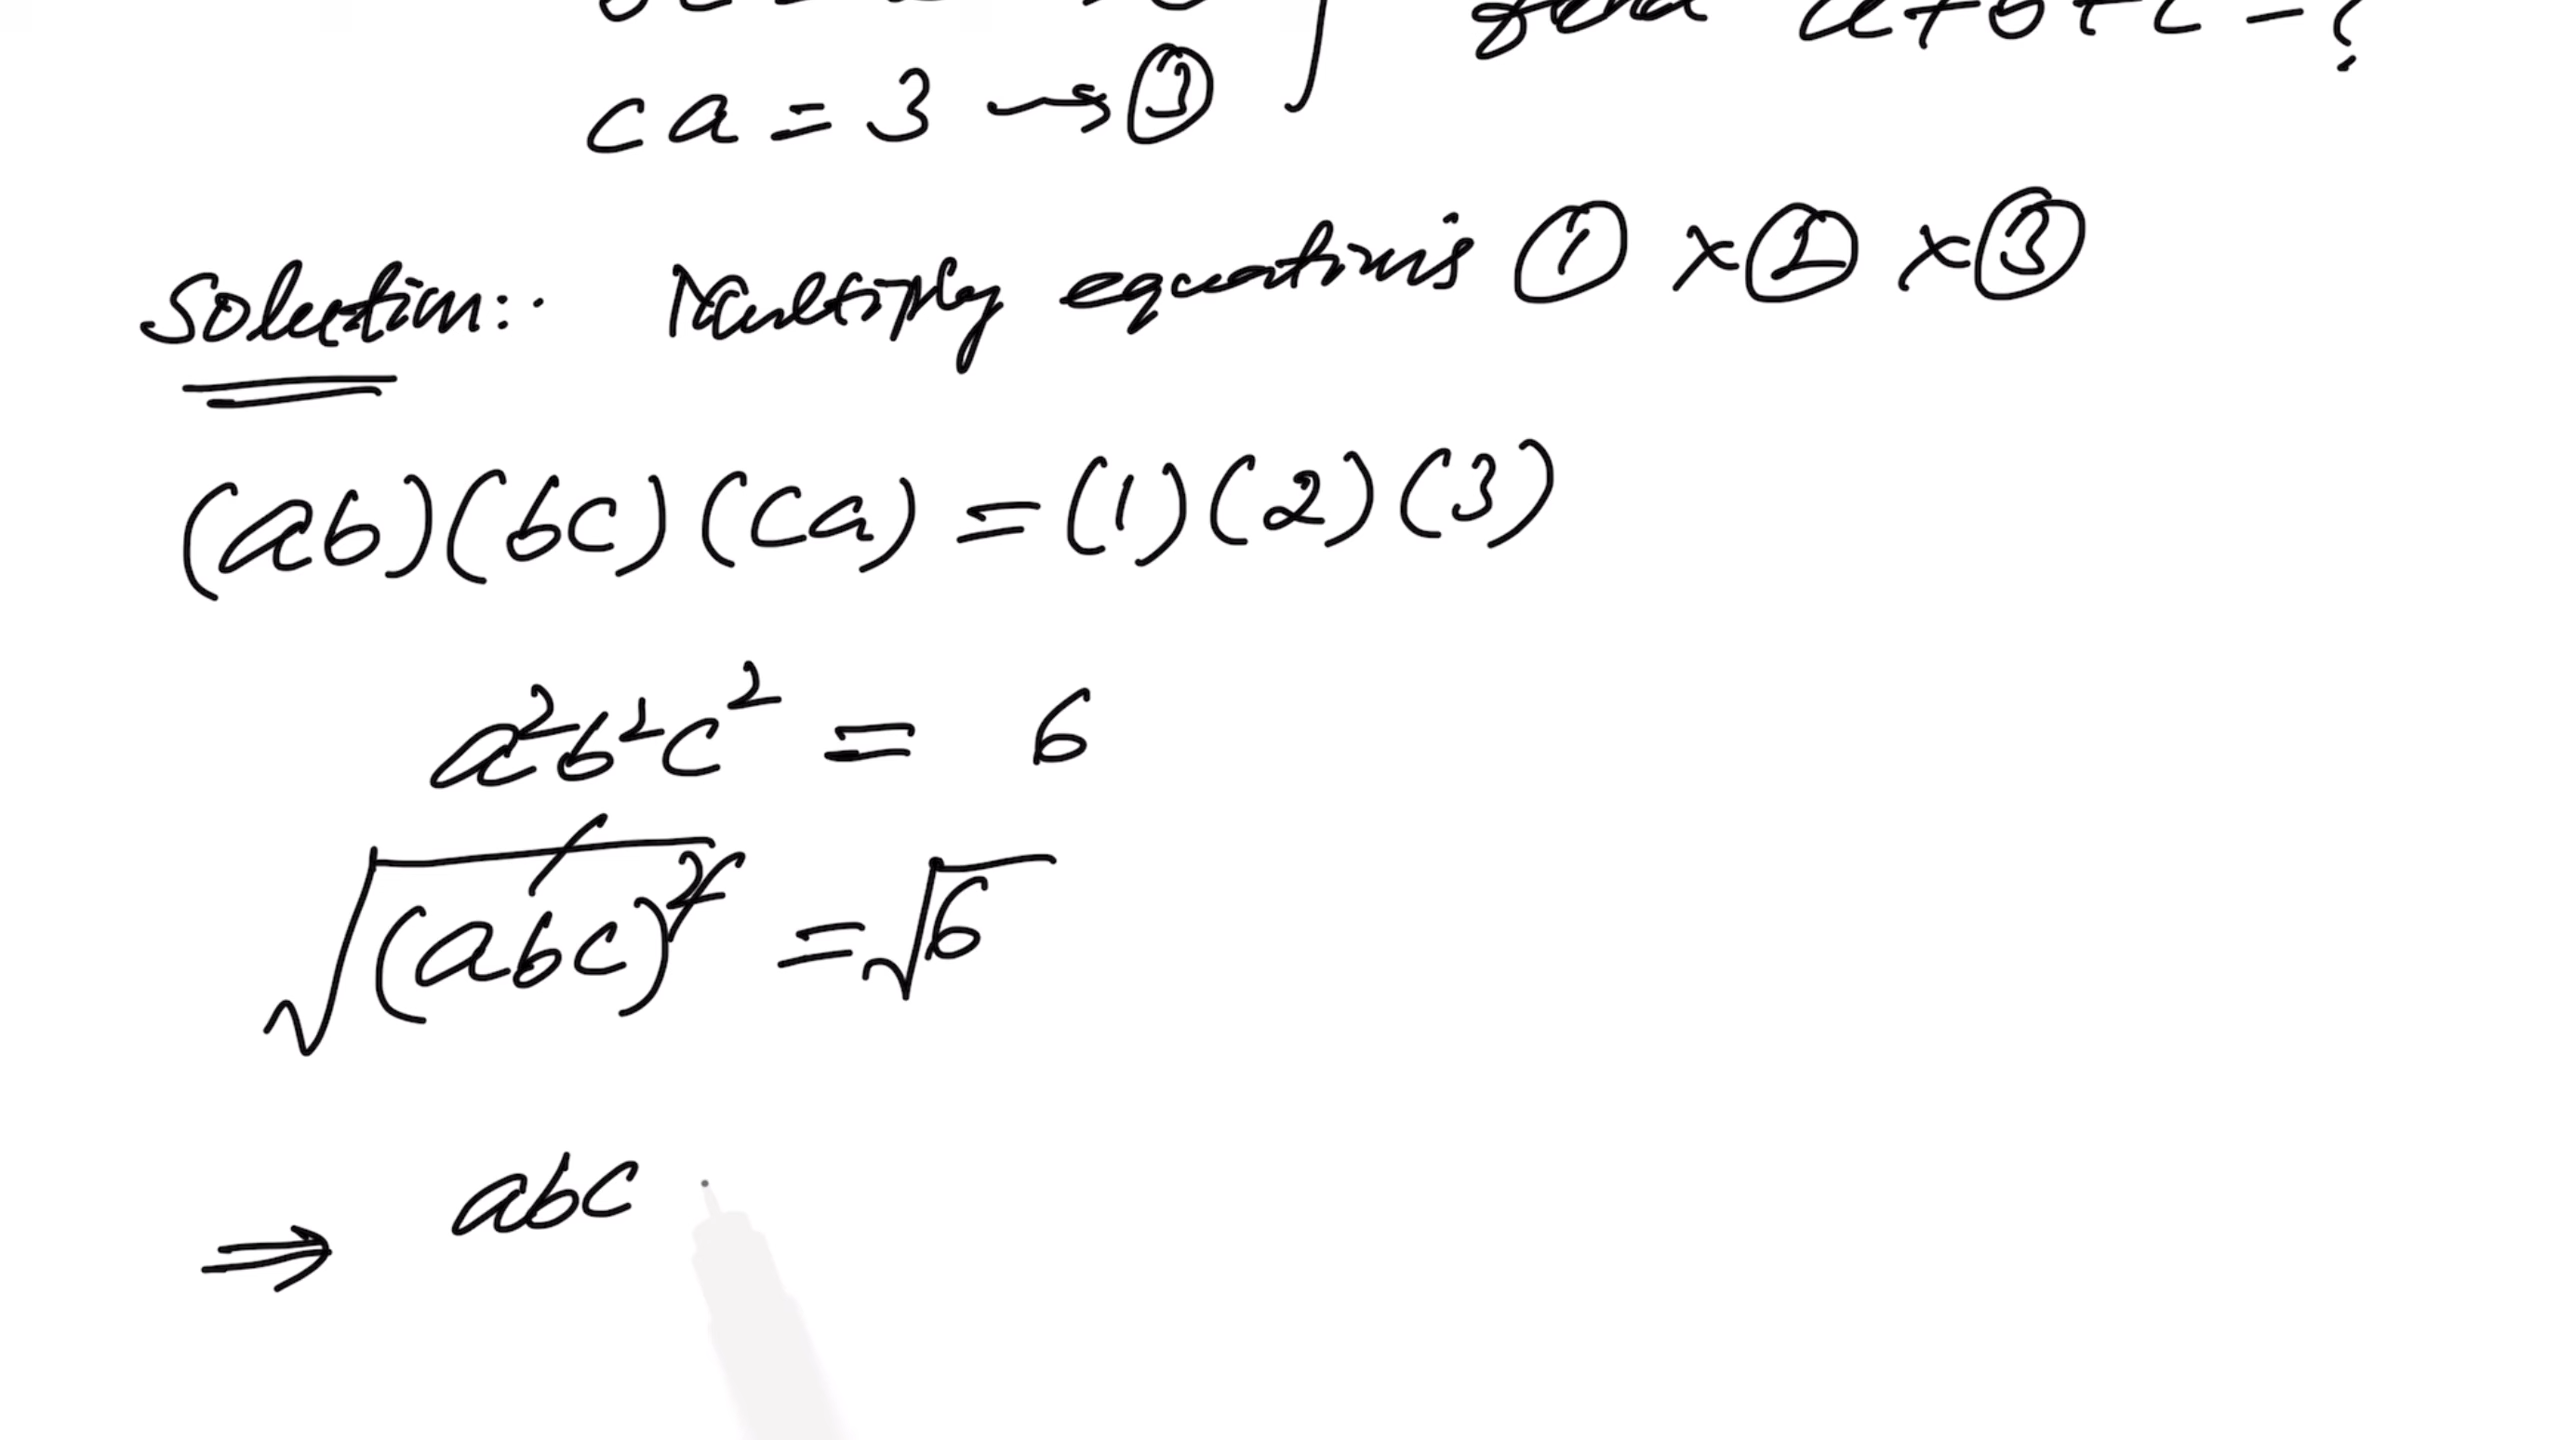 find a+b+c=?
ca=3→③
Solution:· Multiply equations ①×②×③
(ab)(bc)(ca)=(1)(2)(3)
a²b²c² = 6
√(abc)² =√6
⇒ abc